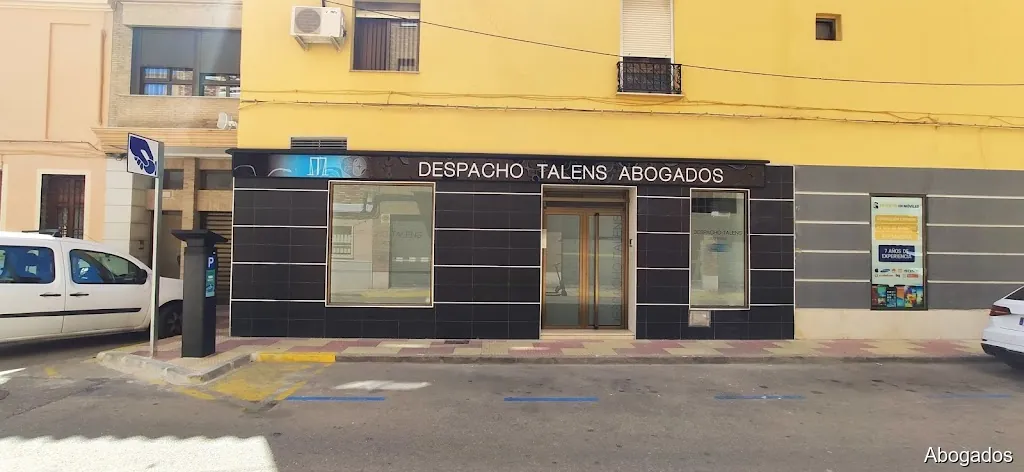 DESPACHO TALENS ABOGADOS
DESPACHO TALENS
P
7 AÑOS DE
EXPERIENCIA
Abogados